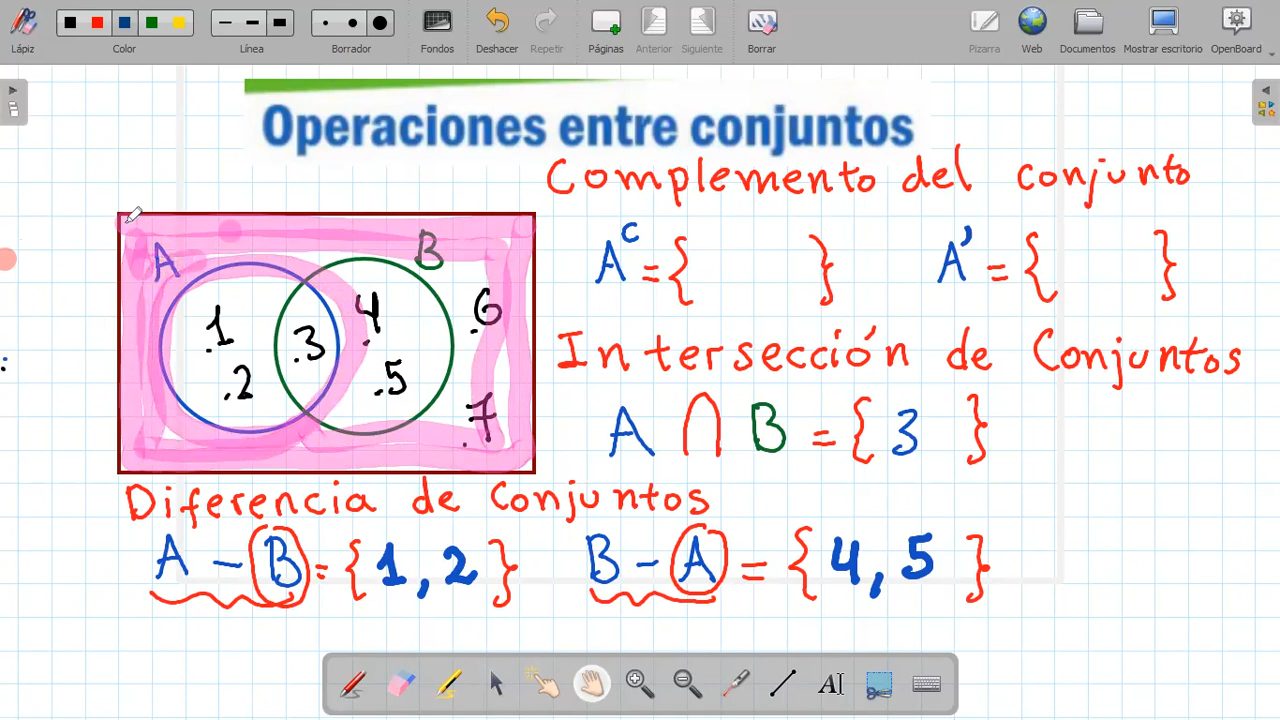 Lápiz Color Línea Borrador Fondos Deshacer Repetir Páginas Anterior Siguiente Borrar Pizarra Web Documentos Mostrar escritorio OpenBoard
Operaciones entre conjuntos
Complemento del conjunto
A^c = { } A' = { }
A B
.1 .2 .3 .4 .5 .6 .7
Intersección de Conjuntos
A ∩ B = { 3 }
Diferencia de Conjuntos
A - B = { 1, 2 } B - A = { 4, 5 }